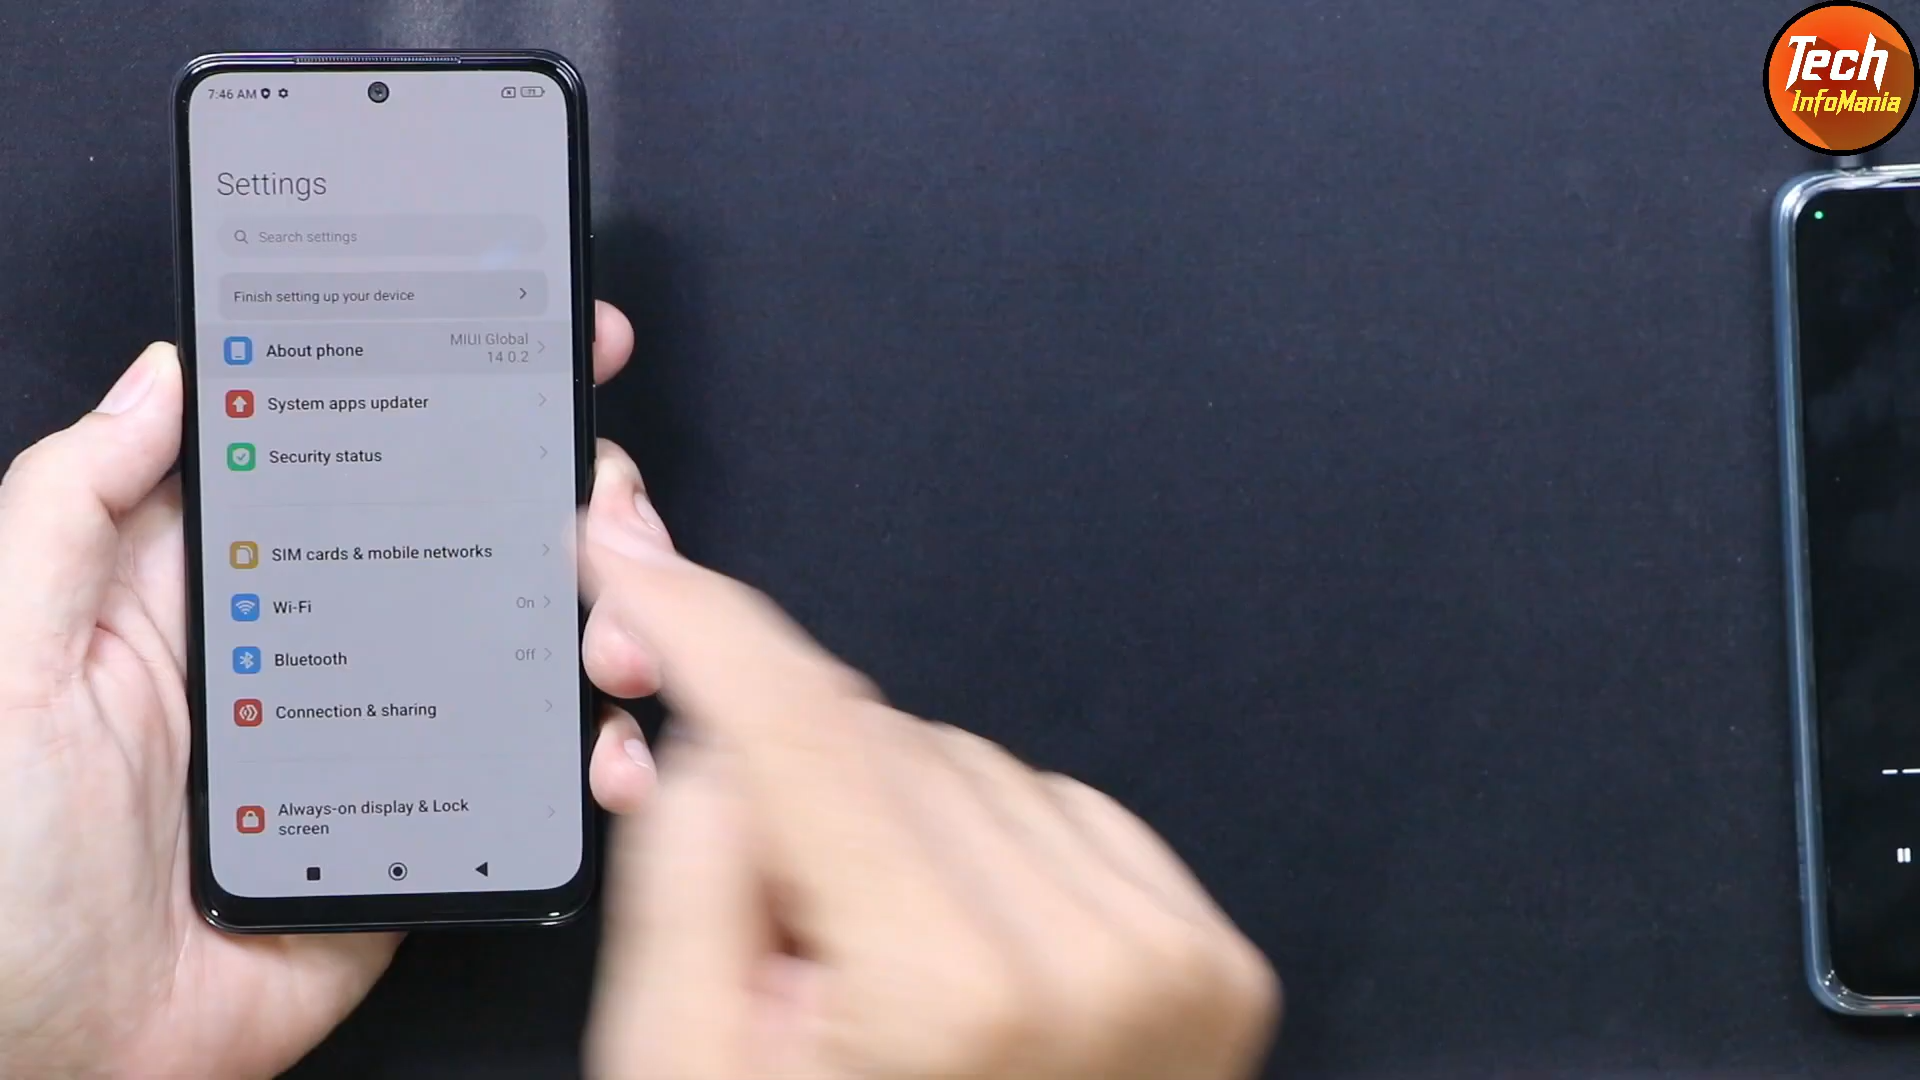 Tech
InfoMania
7:46 AM
Settings
Search settings
Finish setting up your device
About phone
MIUI Global
14.0.2
System apps updater
Security status
SIM cards & mobile networks
Wi-Fi
On
Bluetooth
Off
Connection & sharing
Always-on display & Lock
screen